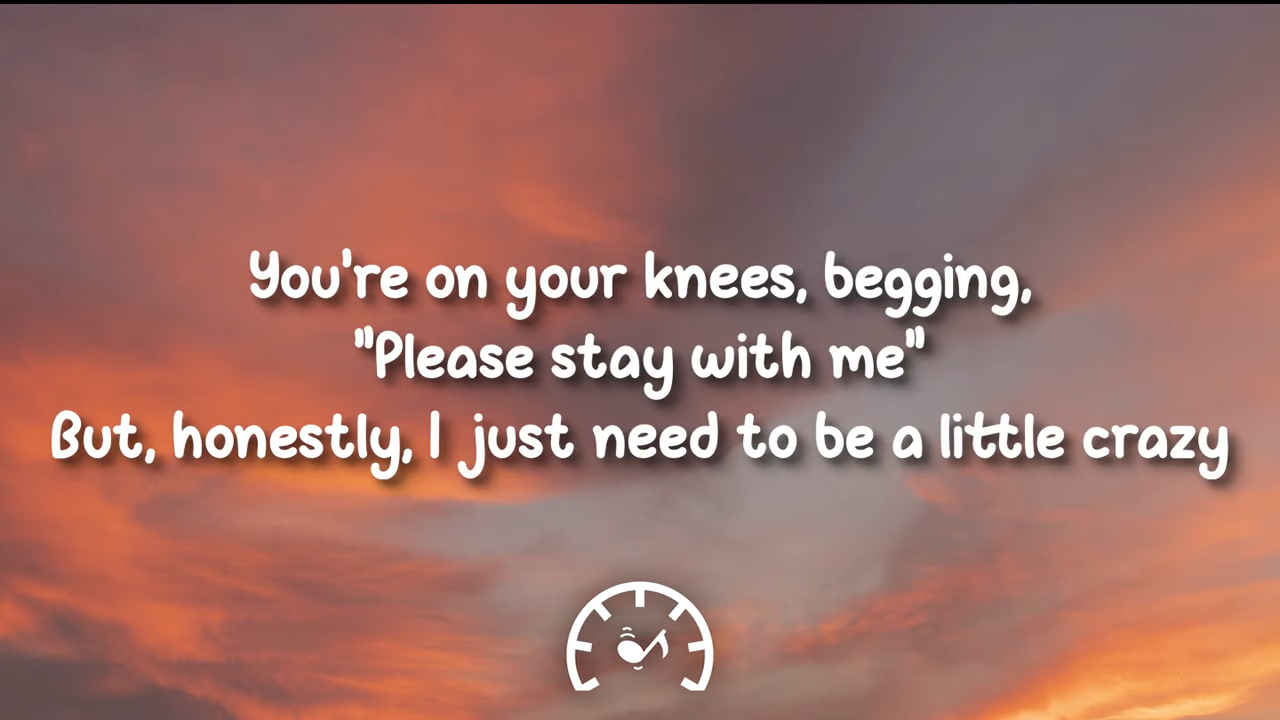 You're on your knees, begging,
"Please stay with me"
But, honestly, I just need to be a little crazy